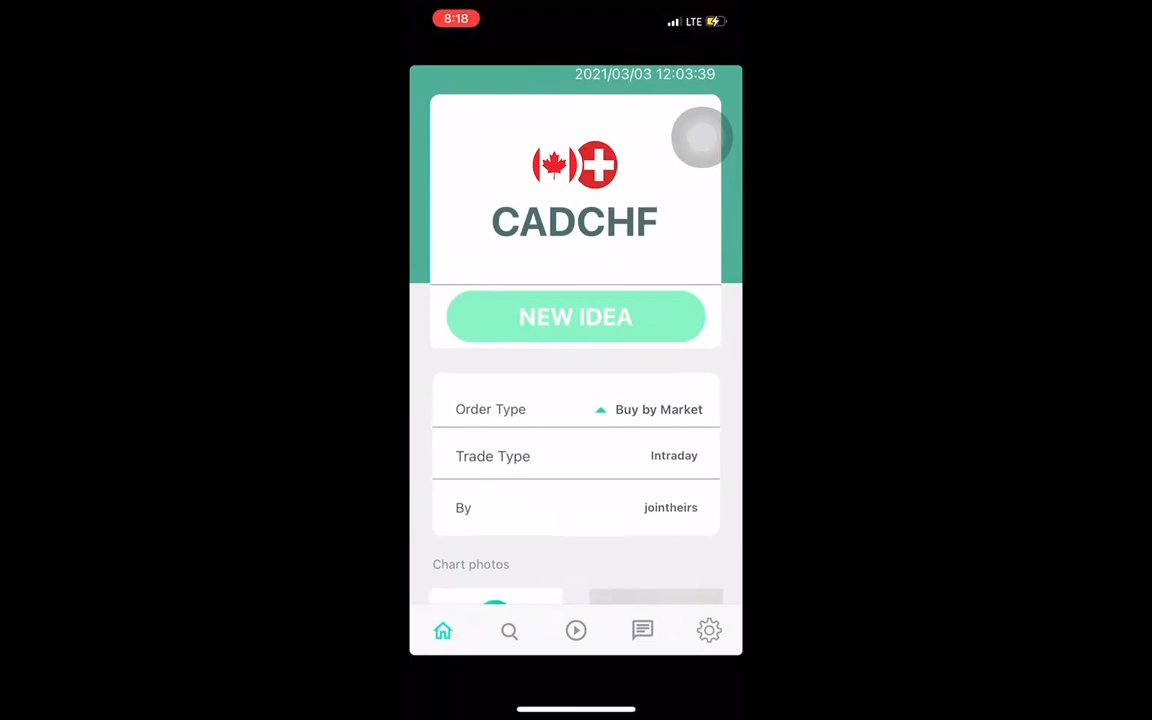 8:18
LTE
2021/03/03 12:03:39
CADCHF
NEW IDEA
Order Type Buy by Market
Trade Type Intraday
By jointheirs
Chart photos